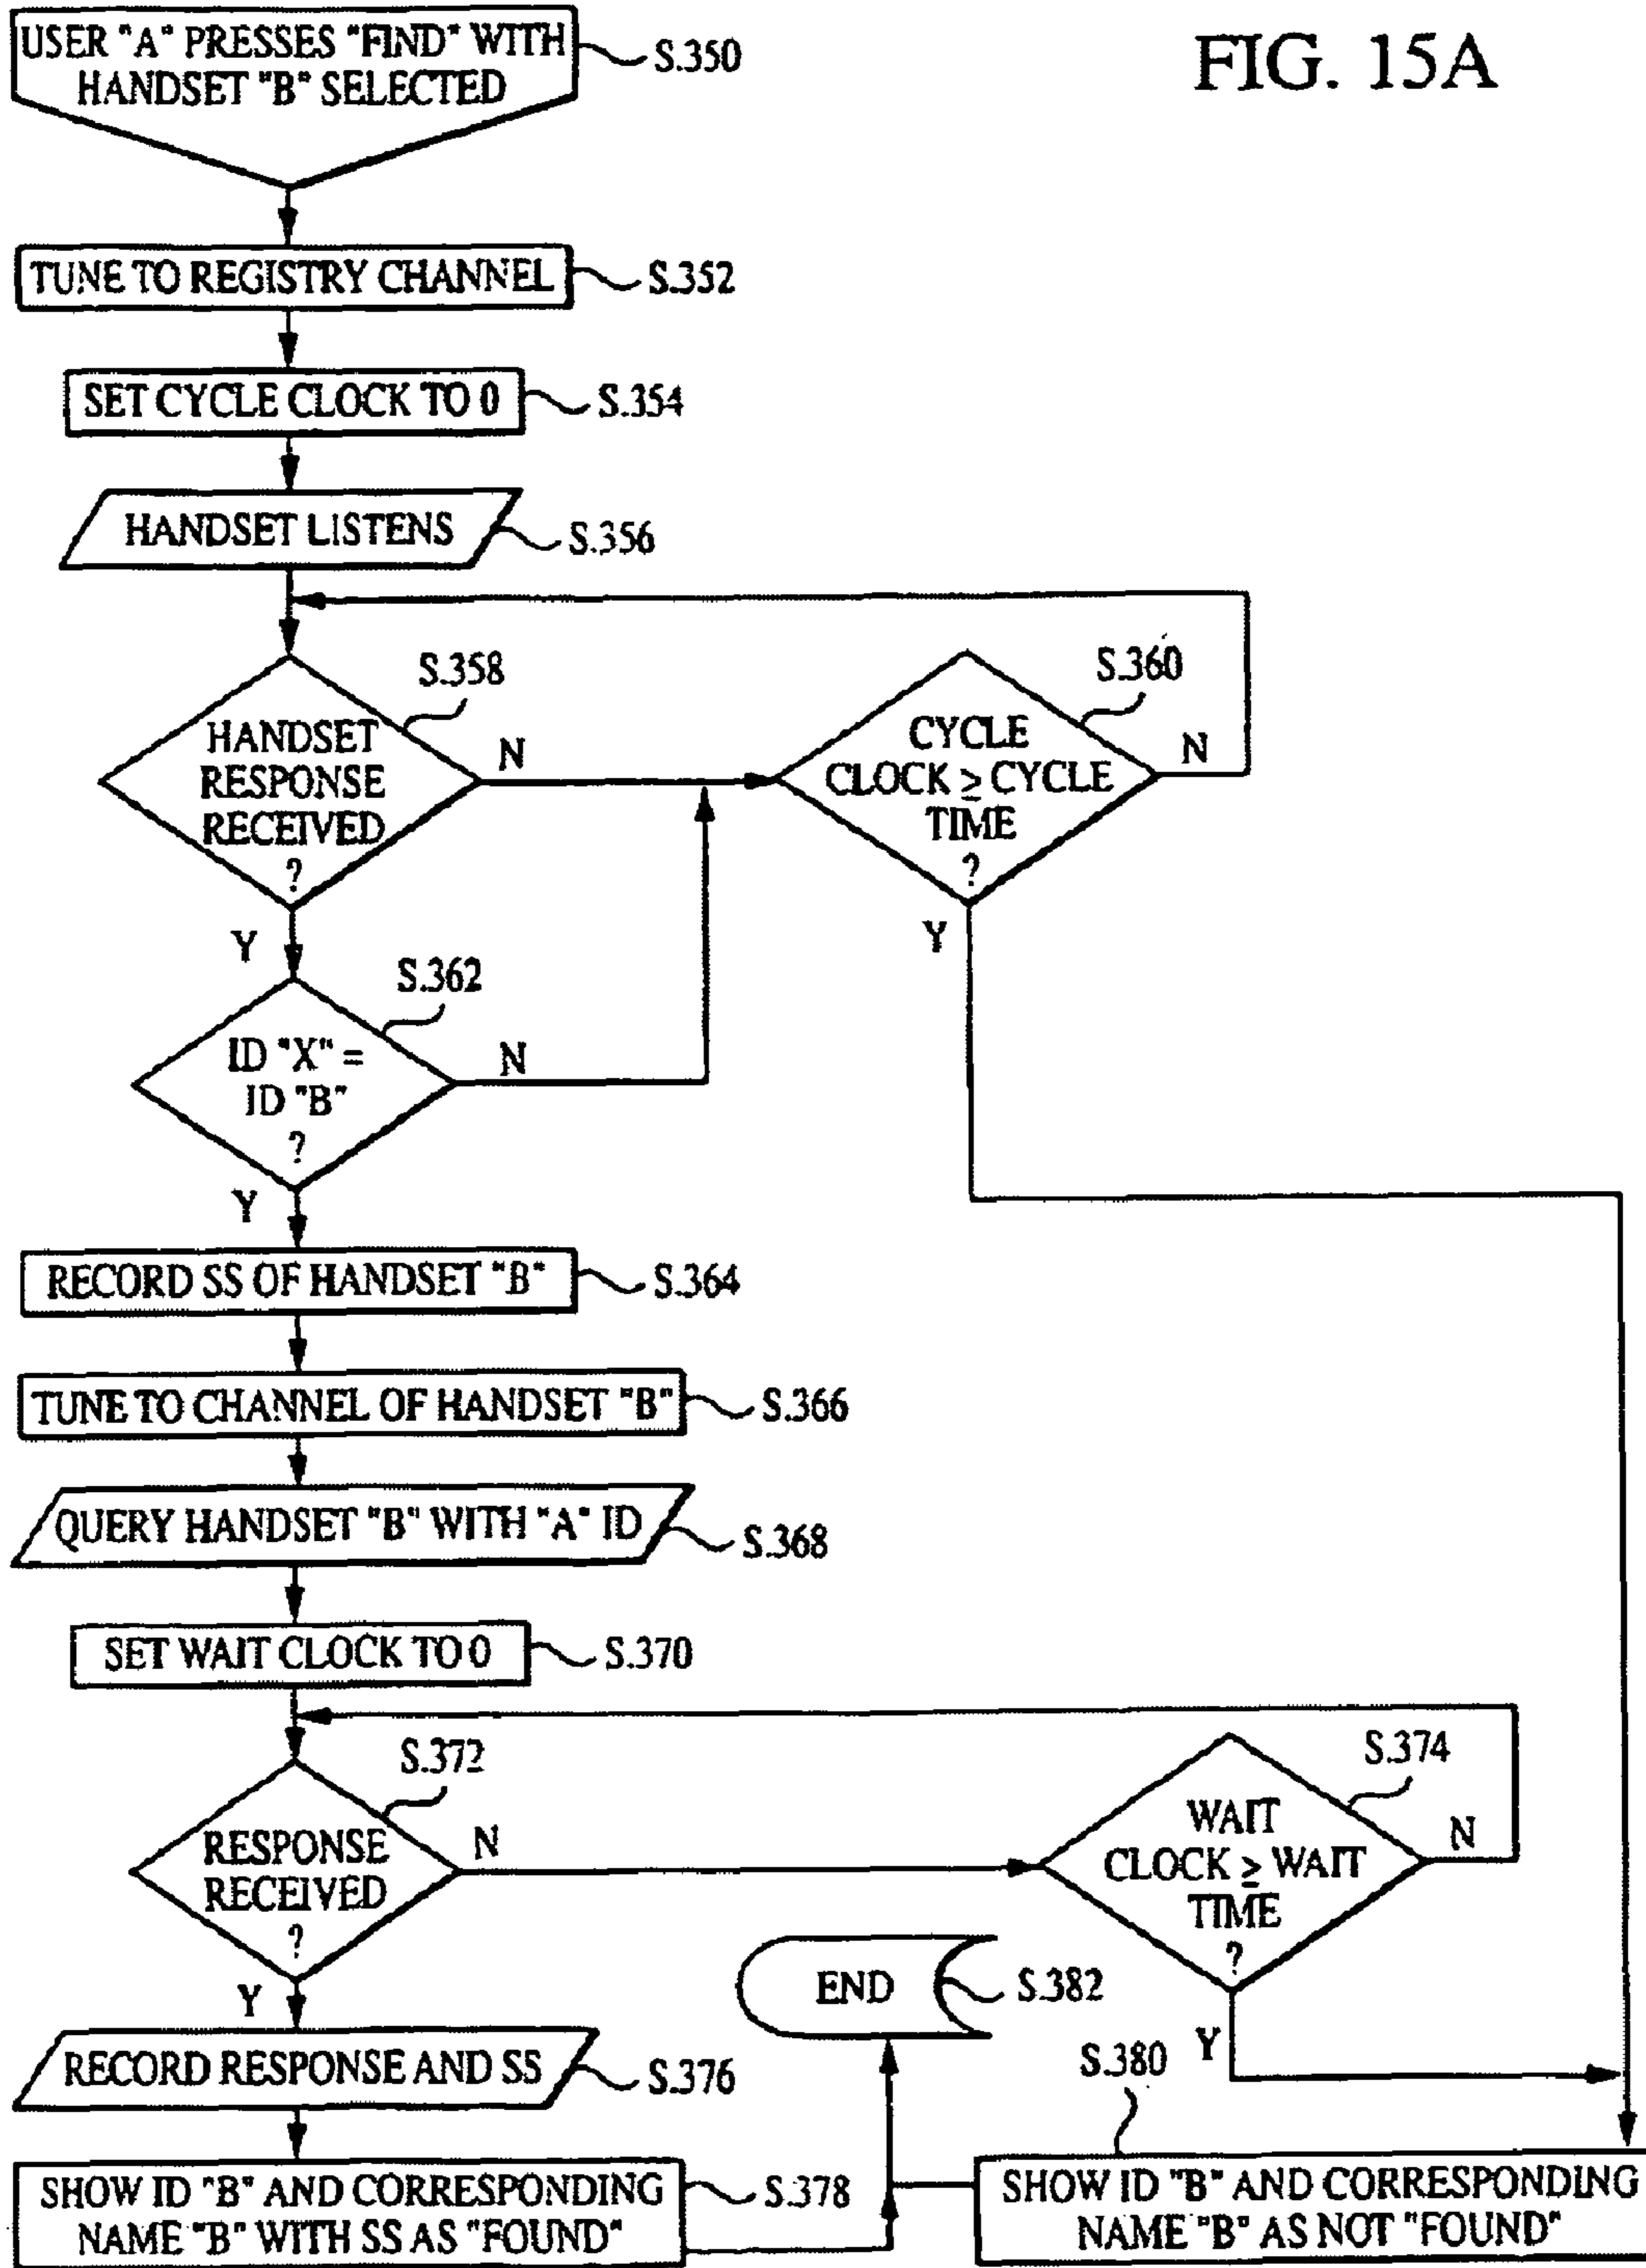 FIG. 15A
USER "A" PRESSES "FIND" WITH
HANDSET "B" SELECTED
S.350
TUNE TO REGISTRY CHANNEL
S.352
SET CYCLE CLOCK TO 0
S.354
HANDSET LISTENS
S.356
S.358
HANDSET
RESPONSE
RECEIVED
?
N
Y
S.360
CYCLE
CLOCK ≥ CYCLE
TIME
?
N
Y
S.362
ID "X" =
ID "B"
?
N
Y
RECORD SS OF HANDSET "B"
S.364
TUNE TO CHANNEL OF HANDSET "B"
S.366
QUERY HANDSET "B" WITH "A" ID
S.368
SET WAIT CLOCK TO 0
S.370
S.372
RESPONSE
RECEIVED
?
N
Y
S.374
WAIT
CLOCK ≥ WAIT
TIME
?
N
Y
END
S.382
RECORD RESPONSE AND SS
S.376
S.380
SHOW ID "B" AND CORRESPONDING
NAME "B" WITH SS AS "FOUND"
S.378
SHOW ID "B" AND CORRESPONDING
NAME "B" AS NOT "FOUND"